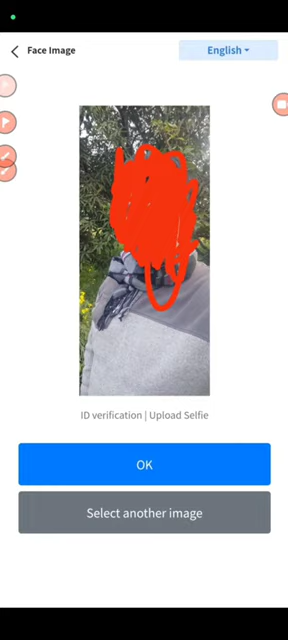 Face Image
English
ID verification | Upload Selfie
OK
Select another image